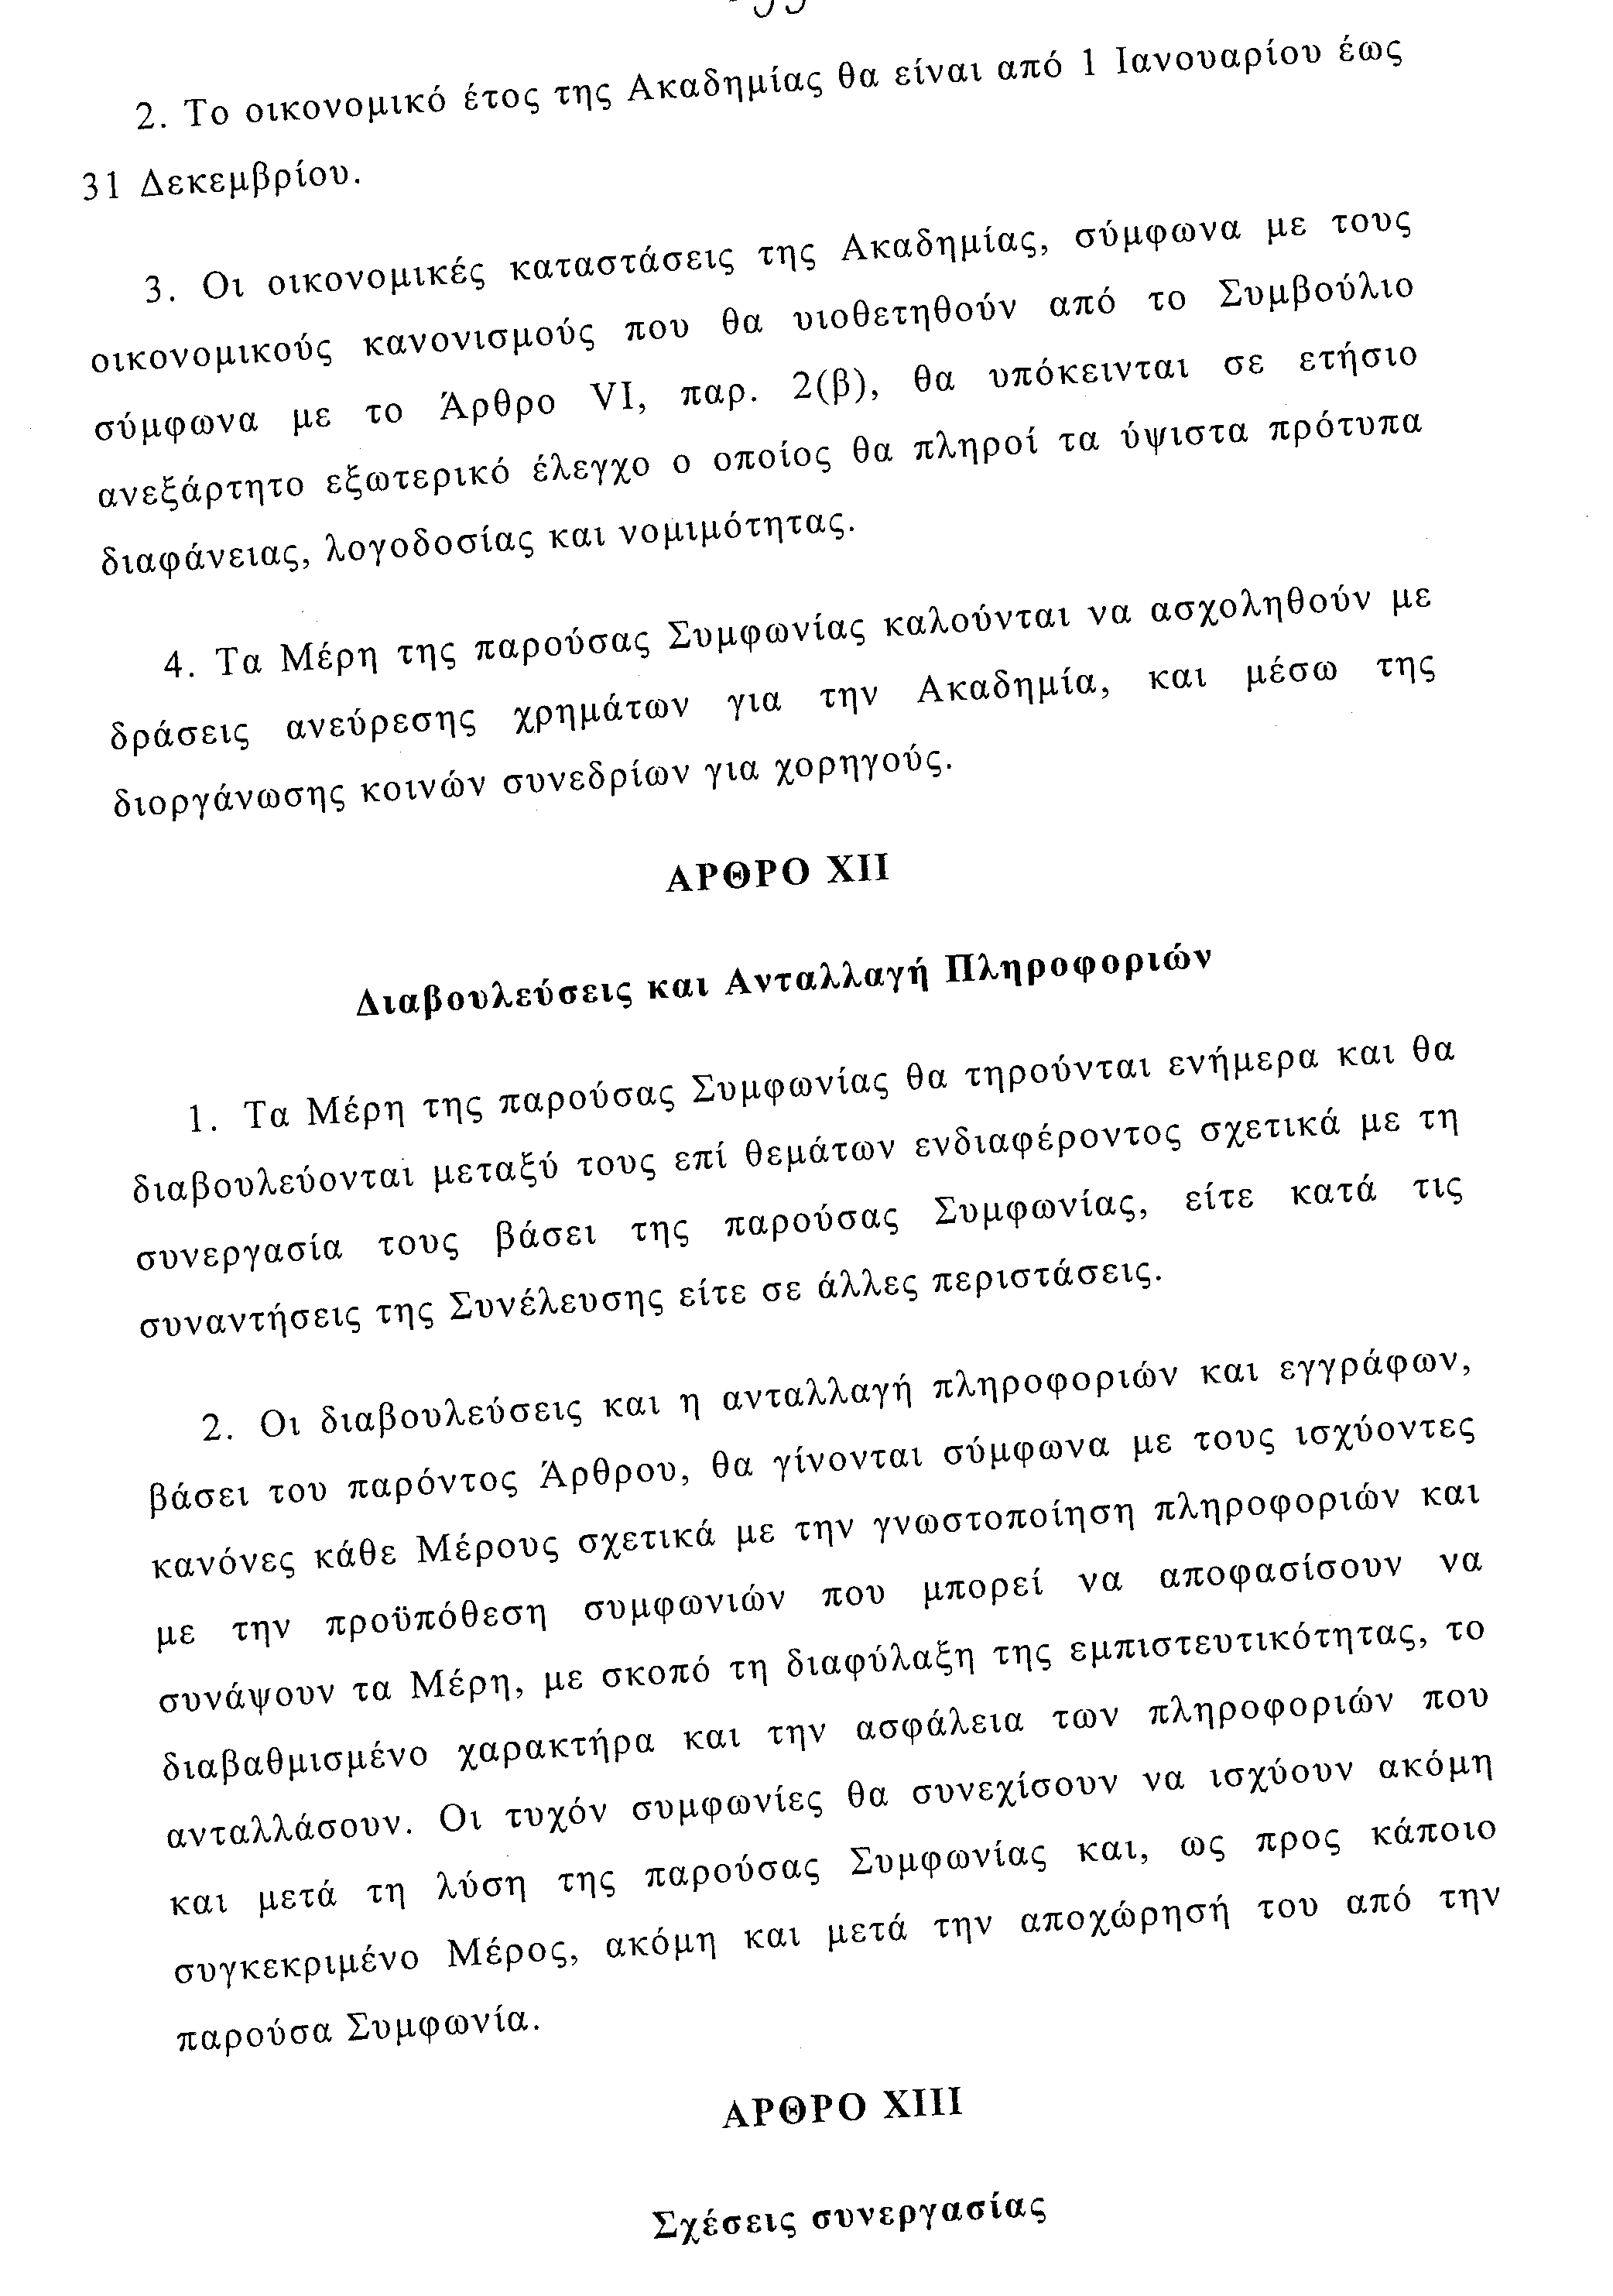 2. Το οικονομικό έτος της Ακαδημίας θα είναι από 1 Ιανουαρίου έως
31 Δεκεμβρίου.
3. Οι οικονομικές καταστάσεις της Ακαδημίας, σύμφωνα με τους
οικονομικούς κανονισμούς που θα υιοθετηθούν από το Συμβούλιο
σύμφωνα με το Άρθρο VI, παρ. 2(β), θα υπόκεινται σε ετήσιο
ανεξάρτητο εξωτερικό έλεγχο ο οποίος θα πληροί τα ύψιστα πρότυπα
διαφάνειας, λογοδοσίας και νομιμότητας.
4. Τα Μέρη της παρούσας Συμφωνίας καλούνται να ασχοληθούν με
δράσεις ανεύρεσης χρημάτων για την Ακαδημία, και μέσω της
διοργάνωσης κοινών συνεδρίων για χορηγούς.
ΑΡΘΡΟ XII
Διαβουλεύσεις και Ανταλλαγή Πληροφοριών
1. Τα Μέρη της παρούσας Συμφωνίας θα τηρούνται ενήμερα και θα
διαβουλεύονται μεταξύ τους επί θεμάτων ενδιαφέροντος σχετικά με τη
συνεργασία τους βάσει της παρούσας Συμφωνίας, είτε κατά τις
συναντήσεις της Συνέλευσης είτε σε άλλες περιστάσεις.
2. Οι διαβουλεύσεις και η ανταλλαγή πληροφοριών και εγγράφων,
βάσει του παρόντος Άρθρου, θα γίνονται σύμφωνα με τους ισχύοντες
κανόνες κάθε Μέρους σχετικά με την γνωστοποίηση πληροφοριών και
με την προϋπόθεση συμφωνιών που μπορεί να αποφασίσουν να
συνάψουν τα Μέρη, με σκοπό τη διαφύλαξη της εμπιστευτικότητας, το
διαβαθμισμένο χαρακτήρα και την ασφάλεια των πληροφοριών που
ανταλλάσουν. Οι τυχόν συμφωνίες θα συνεχίσουν να ισχύουν ακόμη
και μετά τη λύση της παρούσας Συμφωνίας και, ως προς κάποιο
συγκεκριμένο Μέρος, ακόμη και μετά την αποχώρησή του από την
παρούσα Συμφωνία.
ΑΡΘΡΟ XIII
Σχέσεις συνεργασίας